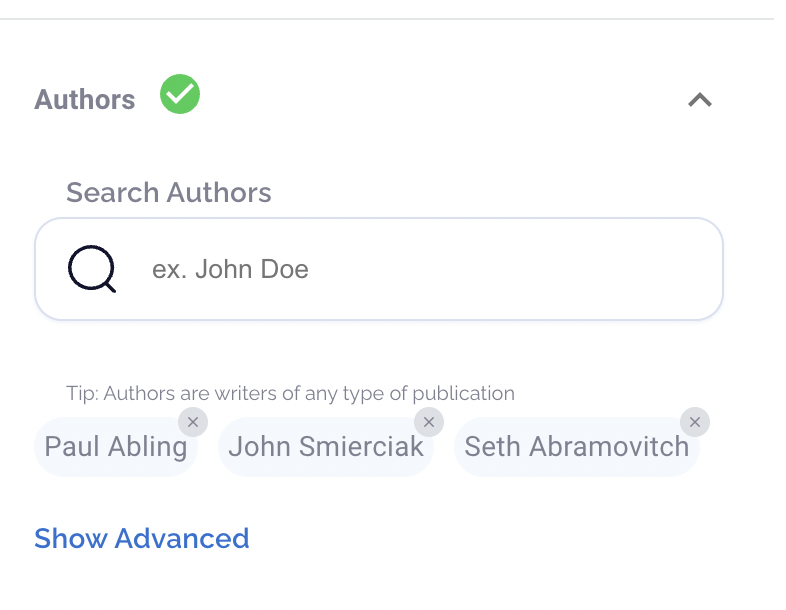 Authors
Search Authors
ex. John Doe
Tip: Authors are writers of any type of publication
Paul Abling John Smierciak Seth Abramovitch
Show Advanced